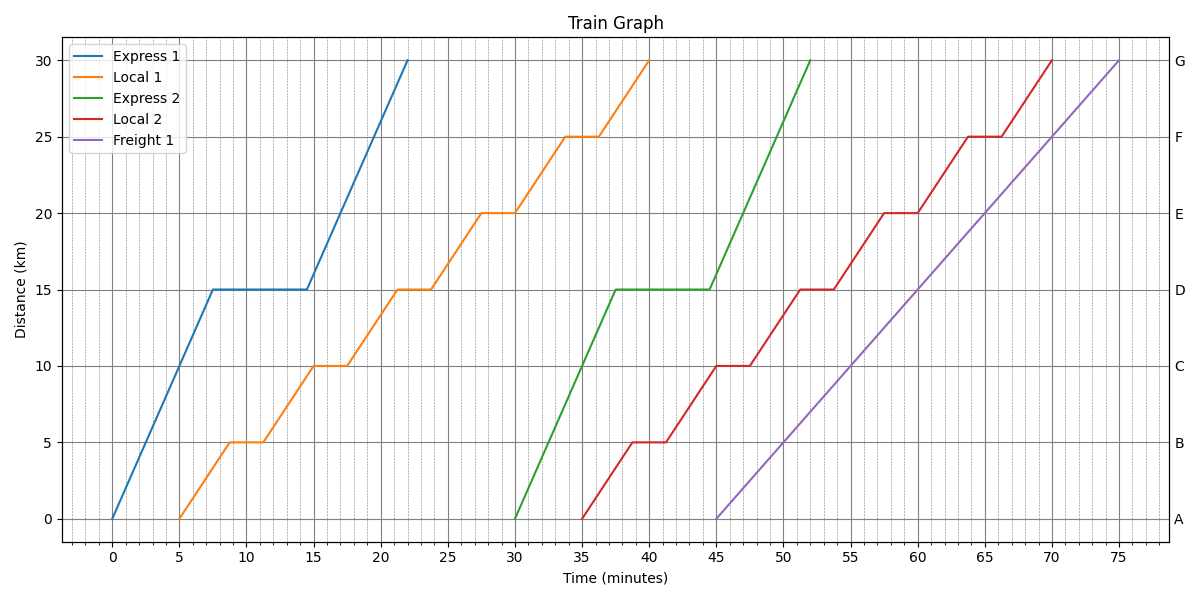 Train Graph
Express 1
Local 1
Express 2
Local 2
Freight 1
Distance (km)
30
25
20
15
10
5
0
G
F
E
D
C
B
A
0 5 10 15 20 25 30 35 40 45 50 55 60 65 70 75
Time (minutes)